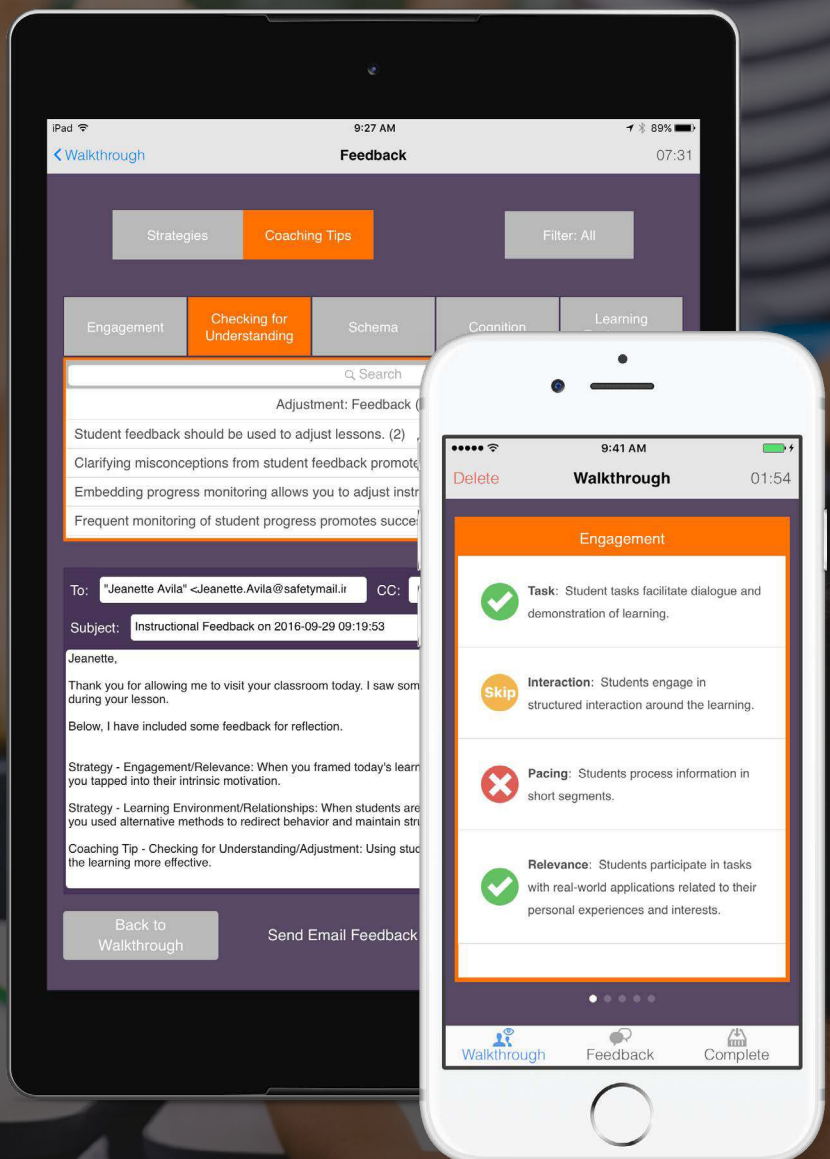 iPad
9:27 AM
89%
Walkthrough
Feedback
07:31
Strategies
Coaching Tips
Filter: All
Engagement
Checking for
Understanding
Schema
Cognition
Learning
Search
Adjustment: Feedback (
Student feedback should be used to adjust lessons. (2)
Clarifying misconceptions from student feedback promote
Embedding progress monitoring allows you to adjust instr
Frequent monitoring of student progress promotes succe
To: "Jeanette Avila" <Jeanette.Avila@safetymail.ir CC:
Subject: Instructional Feedback on 2016-09-29 09:19:53
Jeanette,
Thank you for allowing me to visit your classroom today. I saw som
during your lesson.
Below, I have included some feedback for reflection.
Strategy - Engagement/Relevance: When you framed today's learn
you tapped into their intrinsic motivation.
Strategy - Learning Environment/Relationships: When students are
you used alternative methods to redirect behavior and maintain stru
Coaching Tip - Checking for Understanding/Adjustment: Using stud
the learning more effective.
Back to
Walkthrough
Send Email Feedback
9:41 AM
Delete
Walkthrough
01:54
Engagement
Task: Student tasks facilitate dialogue and
demonstration of learning.
Skip
Interaction: Students engage in
structured interaction around the learning.
Pacing: Students process information in
short segments.
Relevance: Students participate in tasks
with real-world applications related to their
personal experiences and interests.
Walkthrough
Feedback
Complete